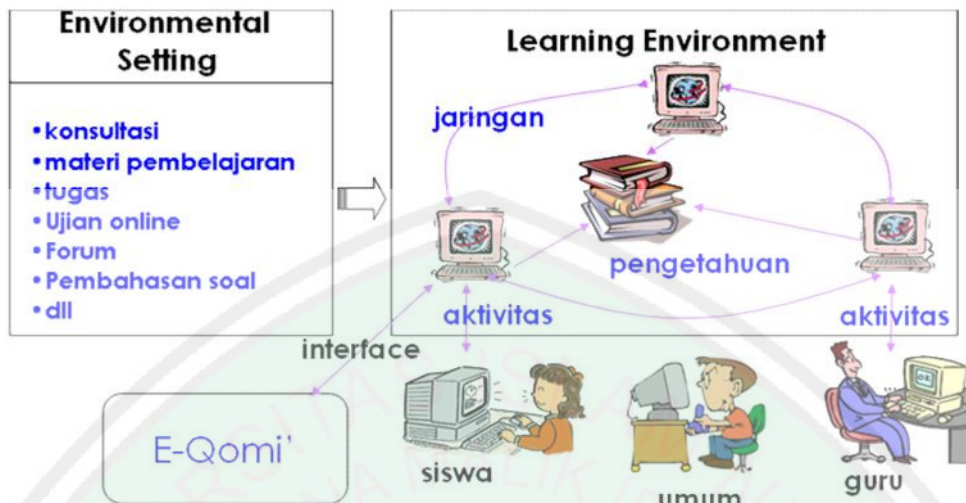 Environmental
Setting
•konsultasi
•materi pembelajaran
•tugas
•Ujian online
•Forum
•Pembahasan soal
•dll
Learning Environment
jaringan
pengetahuan
aktivitas
aktivitas
interface
E-Qomi’
siswa
umum
guru